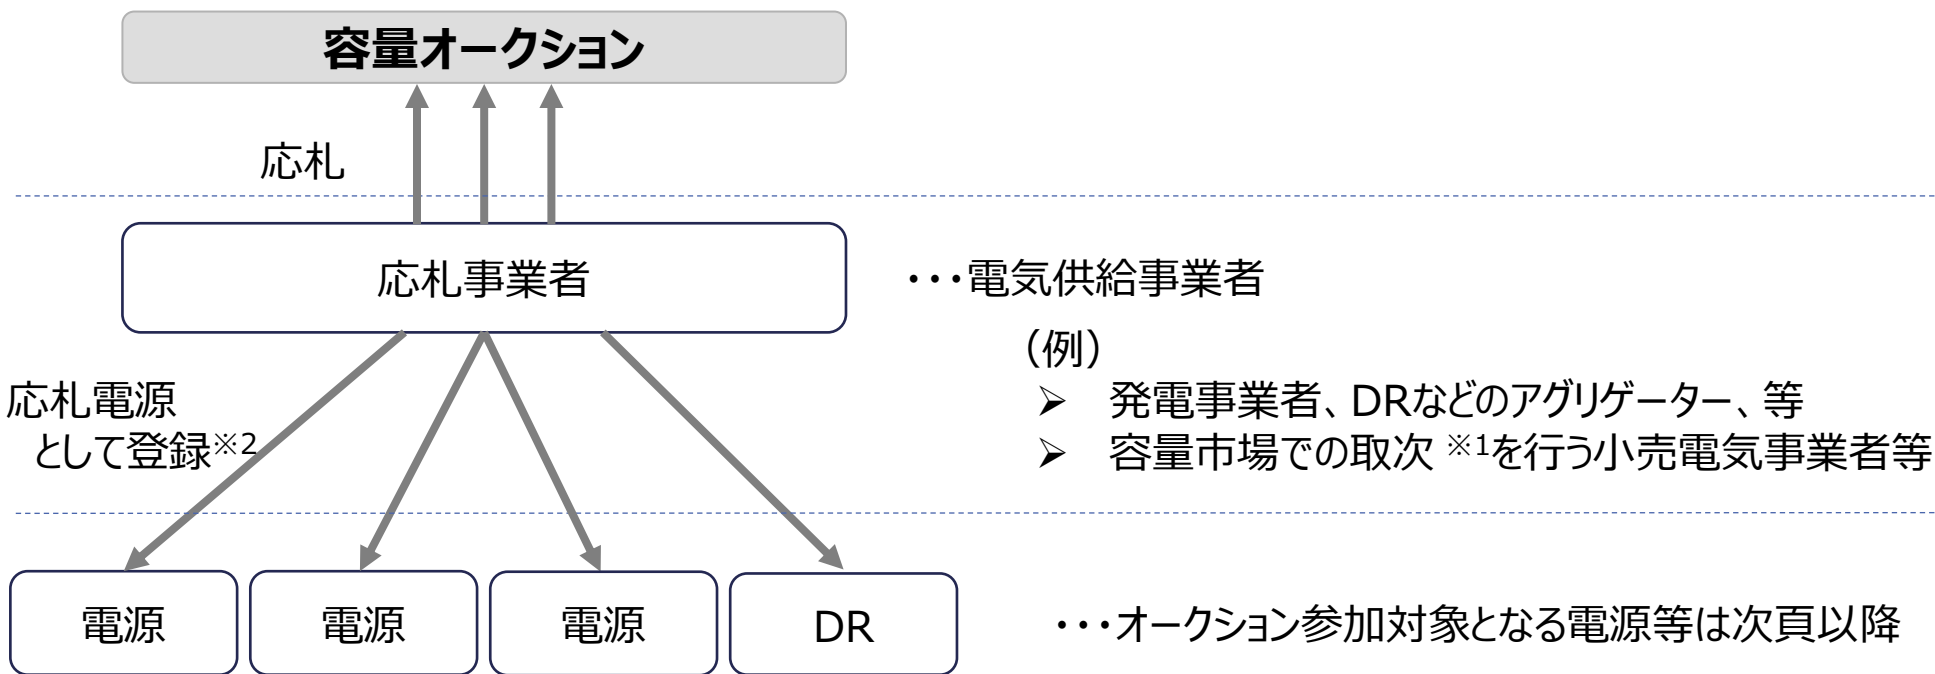 容量オークション
応札
応札事業者
・・・電気供給事業者
（例）
➢ 発電事業者、DRなどのアグリゲーター、等
➢ 容量市場での取次 ※1を行う小売電気事業者等
応札電源
として登録※2
電源
電源
電源
DR
・・・オークション参加対象となる電源等は次頁以降